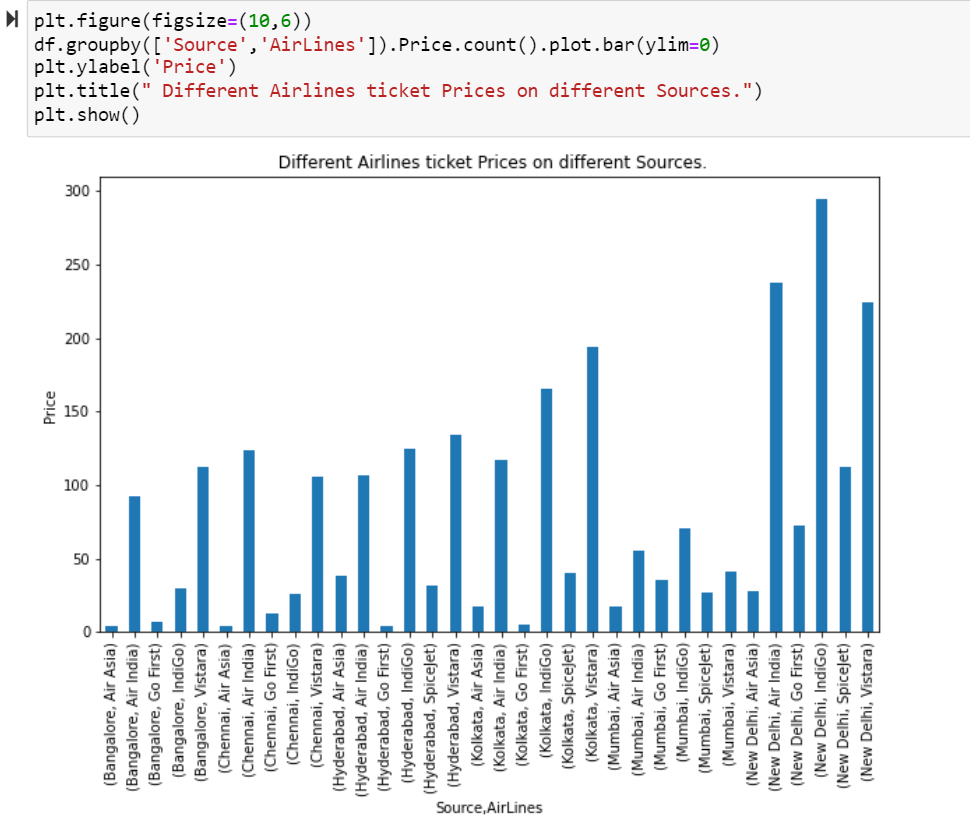 plt.figure(figsize=(10,6))
df.groupby(['Source','AirLines']).Price.count().plot.bar(ylim=0)
plt.ylabel('Price')
plt.title(" Different Airlines ticket Prices on different Sources.")
plt.show()
Different Airlines ticket Prices on different Sources.
300
250
200
150
100
50
0
Price
(Bangalore, Air Asia)
(Bangalore, Air India)
(Bangalore, Go First)
(Bangalore, IndiGo)
(Bangalore, Vistara)
(Chennai, Air Asia)
(Chennai, Air India)
(Chennai, Go First)
(Chennai, IndiGo)
(Chennai, Vistara)
(Hyderabad, Air Asia)
(Hyderabad, Air India)
(Hyderabad, Go First)
(Hyderabad, IndiGo)
(Hyderabad, SpiceJet)
(Hyderabad, Vistara)
(Kolkata, Air Asia)
(Kolkata, Air India)
(Kolkata, Go First)
(Kolkata, IndiGo)
(Kolkata, SpiceJet)
(Kolkata, Vistara)
(Mumbai, Air Asia)
(Mumbai, Air India)
(Mumbai, Go First)
(Mumbai, IndiGo)
(Mumbai, SpiceJet)
(Mumbai, Vistara)
(New Delhi, Air Asia)
(New Delhi, Air India)
(New Delhi, Go First)
(New Delhi, IndiGo)
(New Delhi, SpiceJet)
(New Delhi, Vistara)
Source,AirLines